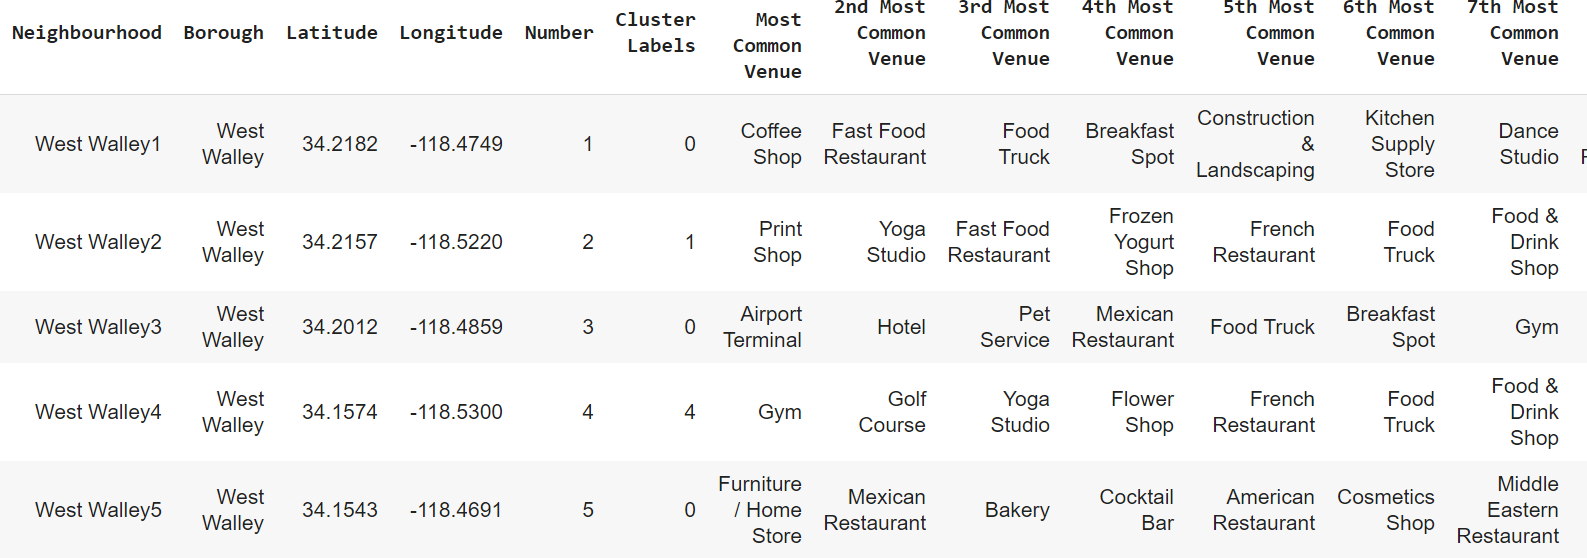 Neighbourhood Borough Latitude Longitude Number Cluster Labels Most Common Venue 2nd Most Common Venue 3rd Most Common Venue 4th Most Common Venue 5th Most Common Venue 6th Most Common Venue 7th Most Common Venue
West Walley1 West Walley 34.2182 -118.4749 1 0 Coffee Shop Fast Food Restaurant Food Truck Breakfast Spot Construction & Landscaping Kitchen Supply Store Dance Studio
West Walley2 West Walley 34.2157 -118.5220 2 1 Print Shop Yoga Studio Fast Food Restaurant Frozen Yogurt Shop French Restaurant Food Truck Food & Drink Shop
West Walley3 West Walley 34.2012 -118.4859 3 0 Airport Terminal Hotel Pet Service Mexican Restaurant Food Truck Breakfast Spot Gym
West Walley4 West Walley 34.1574 -118.5300 4 4 Gym Golf Course Yoga Studio Flower Shop French Restaurant Food Truck Food & Drink Shop
West Walley5 West Walley 34.1543 -118.4691 5 0 Furniture / Home Store Mexican Restaurant Bakery Cocktail Bar American Restaurant Cosmetics Shop Middle Eastern Restaurant